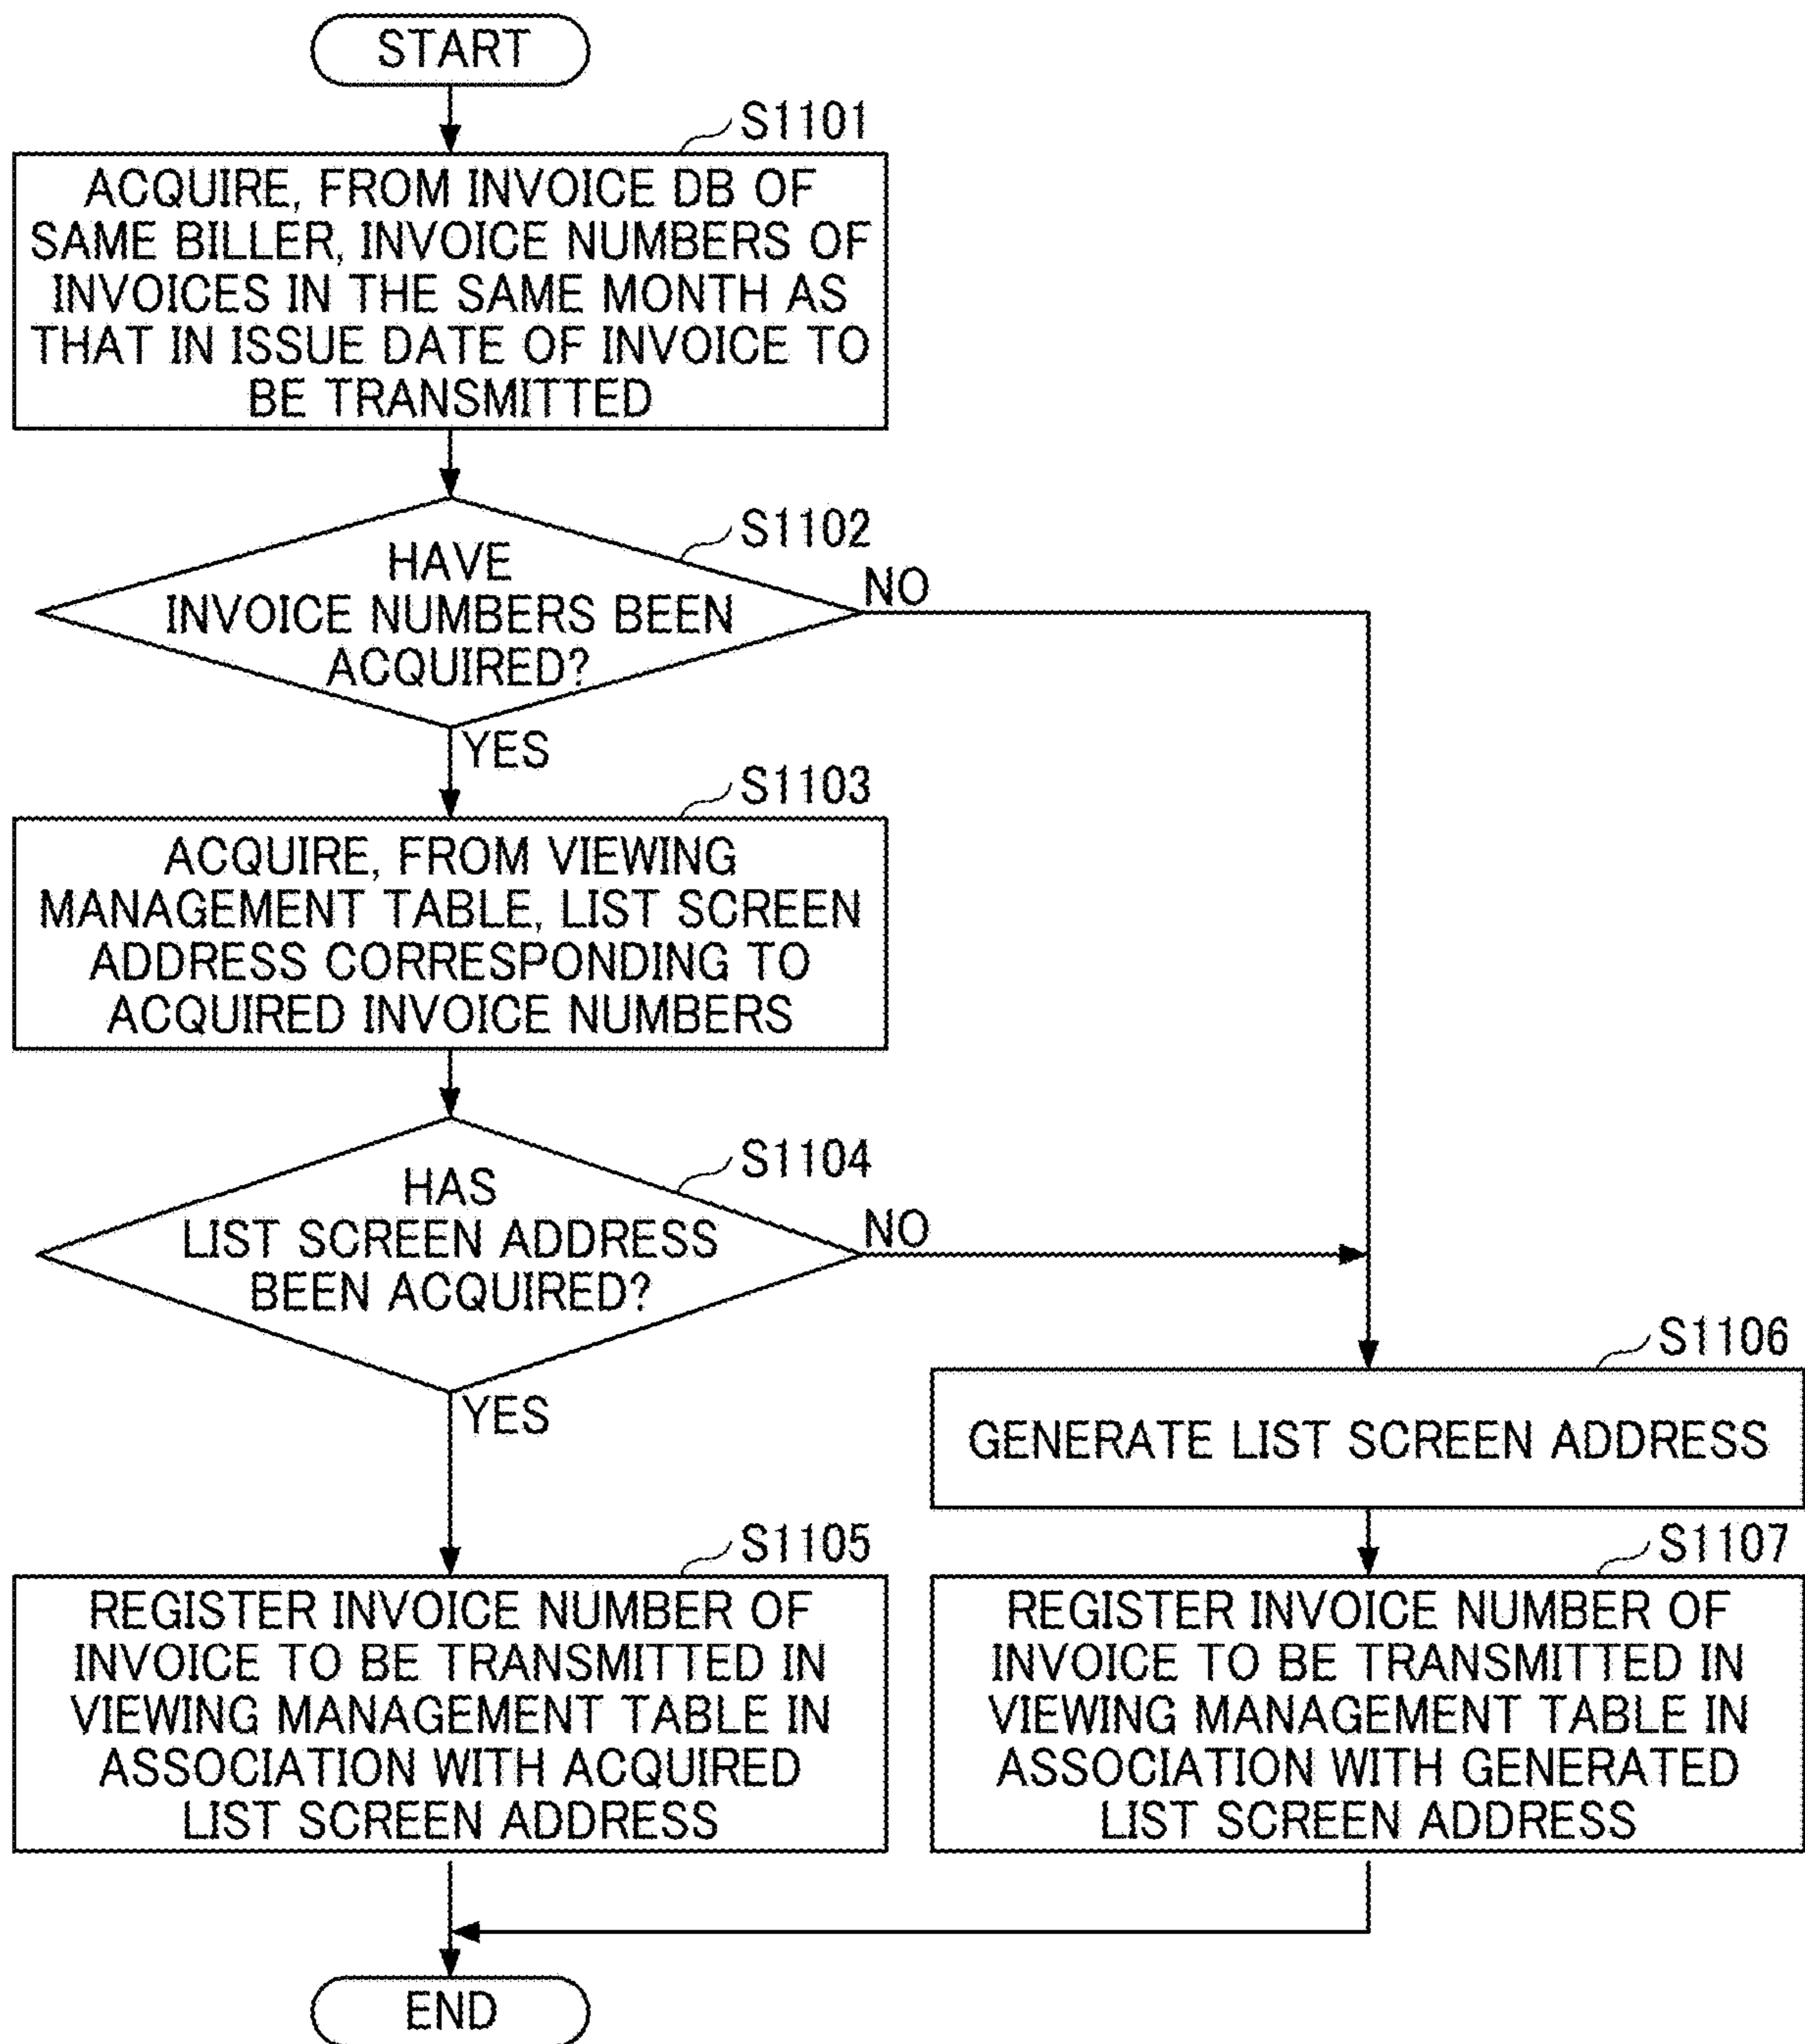 START
S1101
ACQUIRE, FROM INVOICE DB OF
SAME BILLER, INVOICE NUMBERS OF
INVOICES IN THE SAME MONTH AS
THAT IN ISSUE DATE OF INVOICE TO
BE TRANSMITTED
S1102
HAVE
INVOICE NUMBERS BEEN
ACQUIRED?
NO
YES
S1103
ACQUIRE, FROM VIEWING
MANAGEMENT TABLE, LIST SCREEN
ADDRESS CORRESPONDING TO
ACQUIRED INVOICE NUMBERS
S1104
HAS
LIST SCREEN ADDRESS
BEEN ACQUIRED?
NO
YES
S1106
GENERATE LIST SCREEN ADDRESS
S1105
REGISTER INVOICE NUMBER OF
INVOICE TO BE TRANSMITTED IN
VIEWING MANAGEMENT TABLE IN
ASSOCIATION WITH ACQUIRED
LIST SCREEN ADDRESS
S1107
REGISTER INVOICE NUMBER OF
INVOICE TO BE TRANSMITTED IN
VIEWING MANAGEMENT TABLE IN
ASSOCIATION WITH GENERATED
LIST SCREEN ADDRESS
END